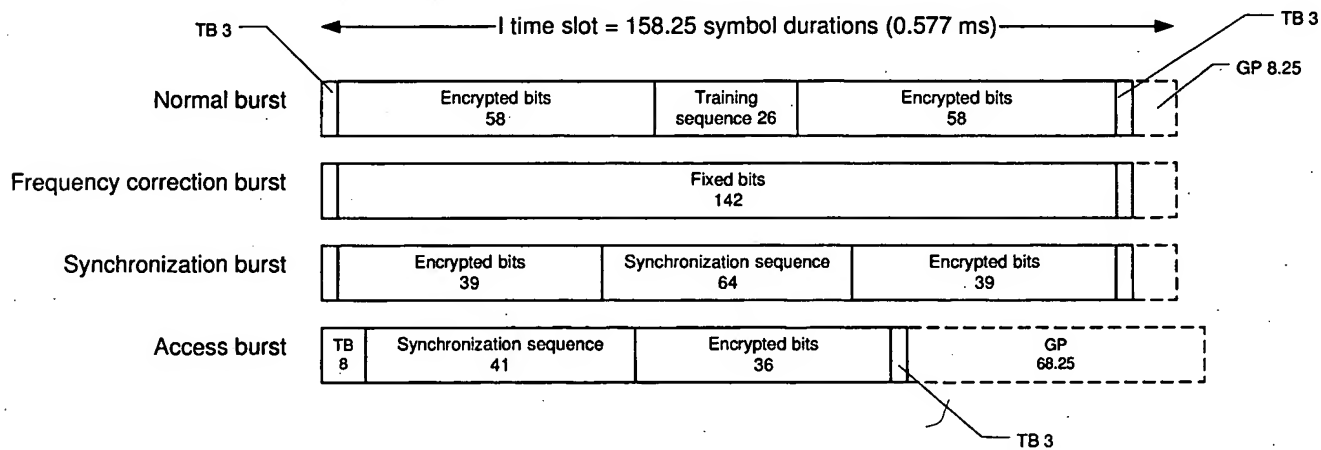 TB 3
I time slot = 158.25 symbol durations (0.577 ms)
TB 3
GP 8.25
Normal burst
Encrypted bits
58
Training
sequence 26
Encrypted bits
58
Frequency correction burst
Fixed bits
142
Synchronization burst
Encrypted bits
39
Synchronization sequence
64
Encrypted bits
39
Access burst
TB
8
Synchronization sequence
41
Encrypted bits
36
GP
68.25
TB 3